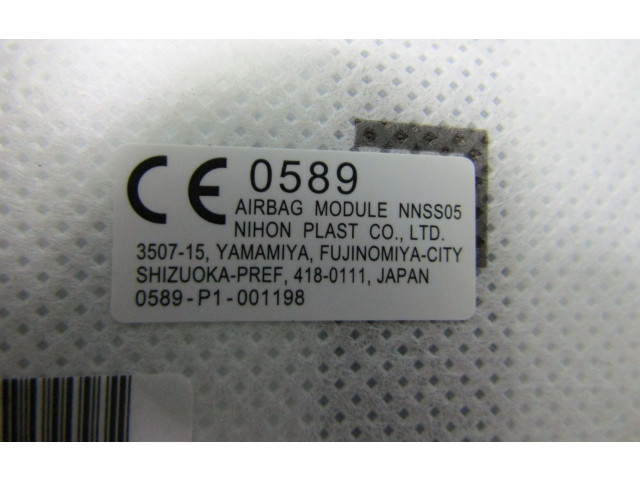 CE 0589
AIRBAG MODULE NNSS05
NIHON PLAST CO., LTD.
3507-15, YAMAMIYA, FUJINOMIYA-CITY
SHIZUOKA-PREF, 418-0111, JAPAN
0589-P1-001198